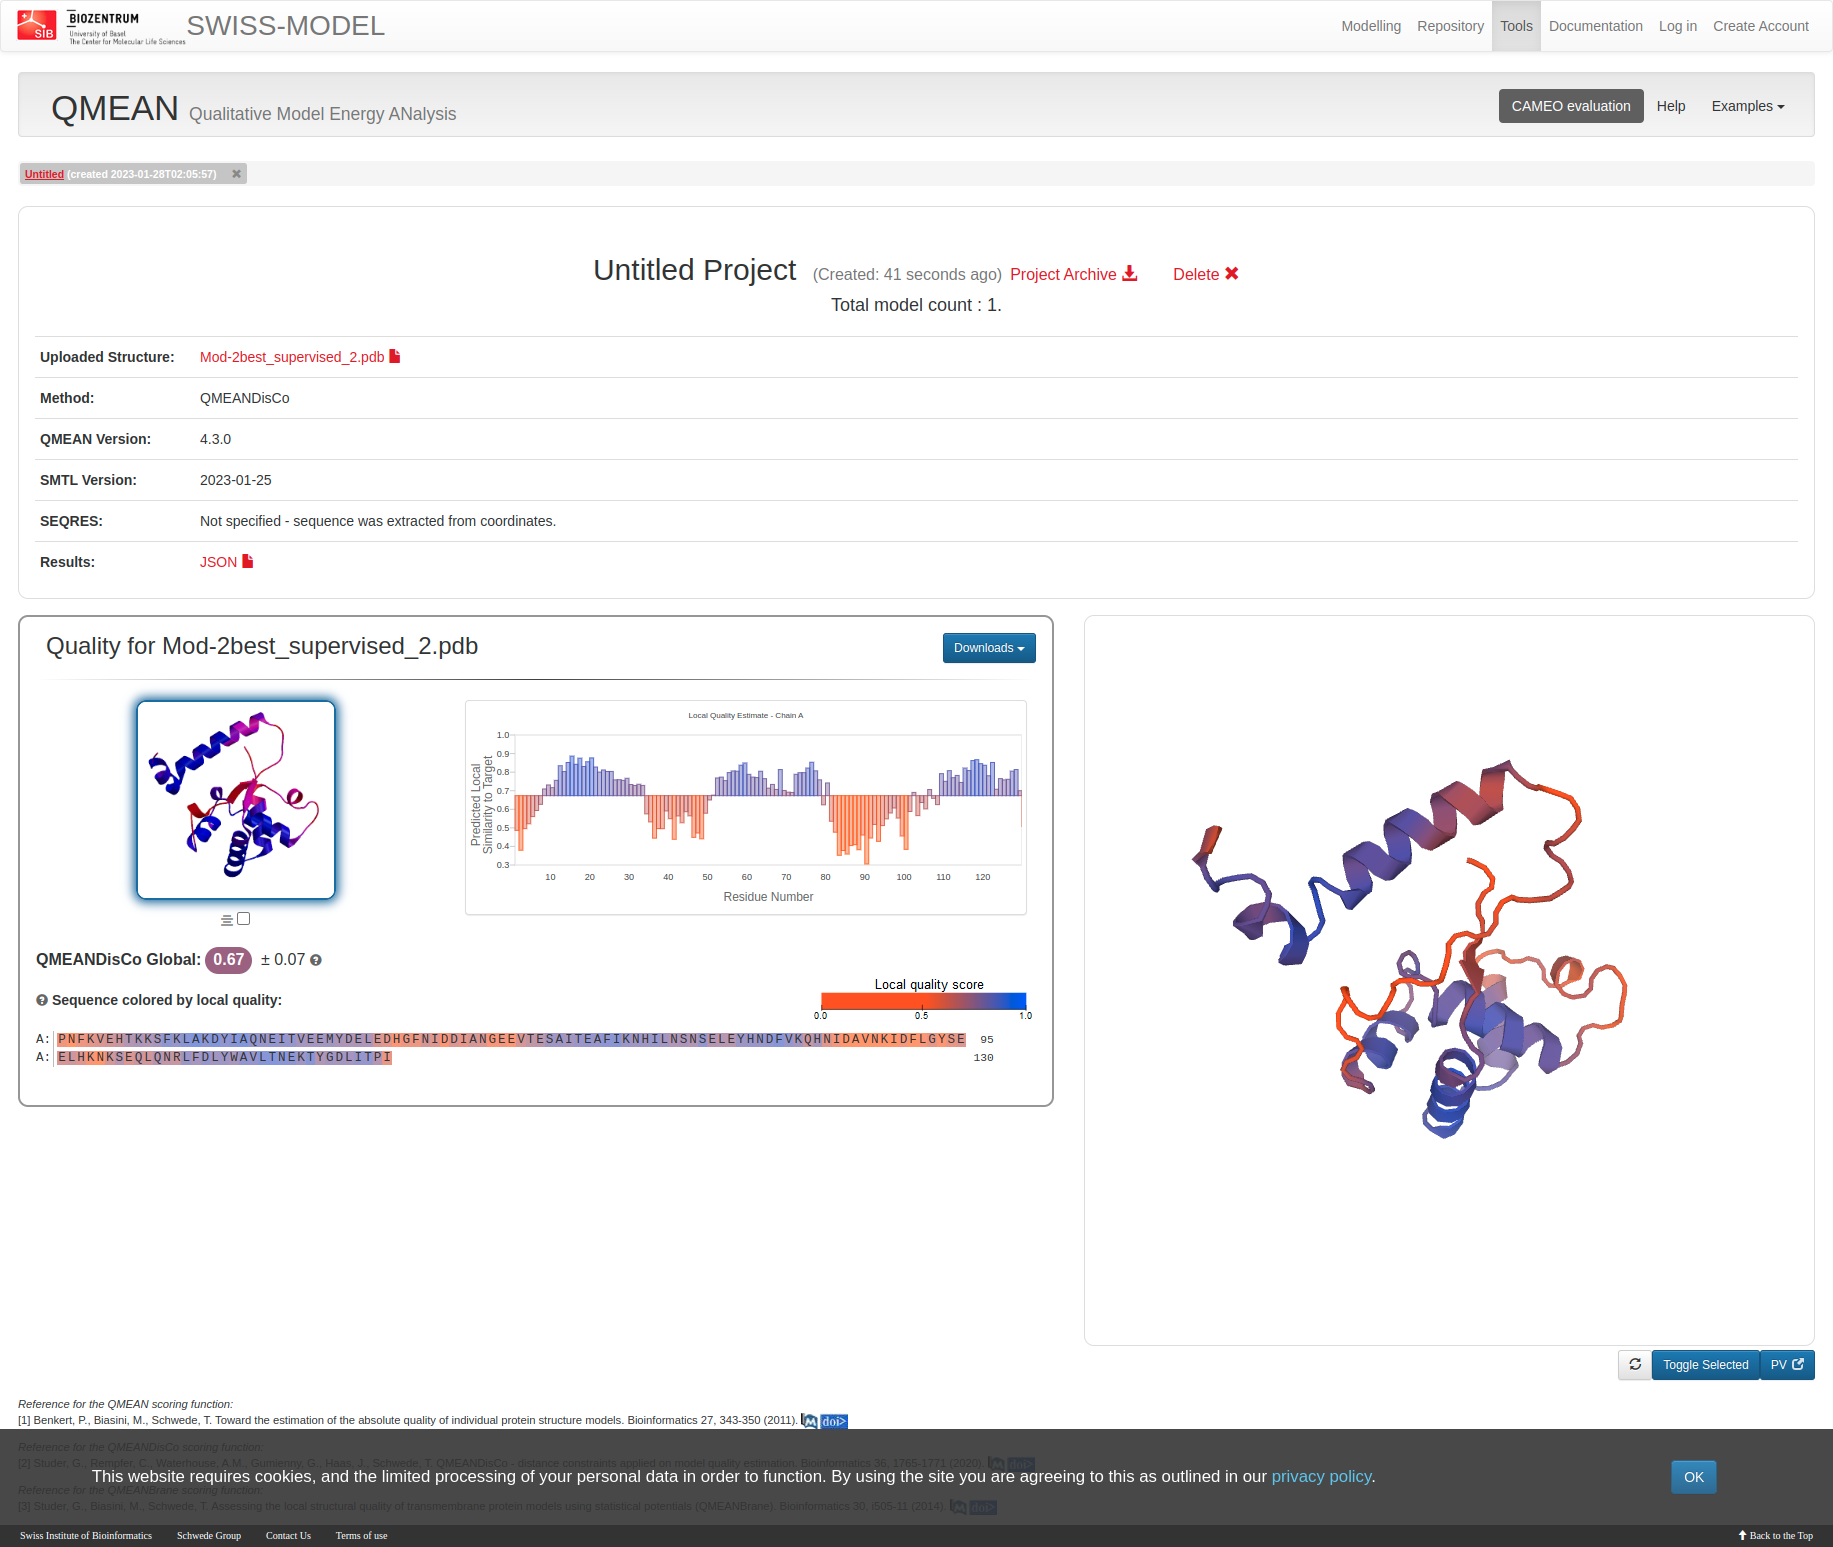 SIB
BIOZENTRUM
University of Basel
The Center for Molecular Life Sciences
SWISS-MODEL
Modelling Repository Tools Documentation Log in Create Account
QMEAN Qualitative Model Energy ANalysis
CAMEO evaluation Help Examples
Untitled (created 2023-01-28T02:05:57) ✖
Untitled Project (Created: 41 seconds ago) Project Archive Delete ✖
Total model count : 1.
Uploaded Structure: Mod-2best_supervised_2.pdb
Method: QMEANDisCo
QMEAN Version: 4.3.0
SMTL Version: 2023-01-25
SEQRES: Not specified - sequence was extracted from coordinates.
Results: JSON
Quality for Mod-2best_supervised_2.pdb
Downloads
Local Quality Estimate - Chain A
Predicted Local
Similarity to Target
1.0
0.9
0.8
0.7
0.6
0.5
0.4
0.3
10 20 30 40 50 60 70 80 90 100 110 120
Residue Number
QMEANDisCo Global: 0.67 ± 0.07
Sequence colored by local quality:
Local quality score
0.0 0.5 1.0
A: PNFKVEHTKKSFKLAKDYIAQNEITVEEMYDELEDHGFNIDDIANGEEVTESAITEAFIKNHILNSNSELEYHNDFVKQHNIDAVNKIDFLGYSE 95
A: ELHKNKSEQLQNRLFDLYWAVLTNEKTYGDLITPI 130
Toggle Selected PV
Reference for the QMEAN scoring function:
[1] Benkert, P., Biasini, M., Schwede, T. Toward the estimation of the absolute quality of individual protein structure models. Bioinformatics 27, 343-350 (2011). M doi>
Reference for the QMEANDisCo scoring function:
[2] Studer, G., Rempfer, C., Waterhouse, A.M., Gumienny, G., Haas, J., Schwede, T. QMEANDisCo - distance constraints applied on model quality estimation. Bioinformatics 36, 1765-1771 (2020). M doi>
This website requires cookies, and the limited processing of your personal data in order to function. By using the site you are agreeing to this as outlined in our privacy policy.
OK
Reference for the QMEANBrane scoring function:
[3] Studer, G., Biasini, M., Schwede, T. Assessing the local structural quality of transmembrane protein models using statistical potentials (QMEANBrane). Bioinformatics 30, i505-11 (2014). M doi>
Swiss Institute of Bioinformatics Schwede Group Contact Us Terms of use
Back to the Top